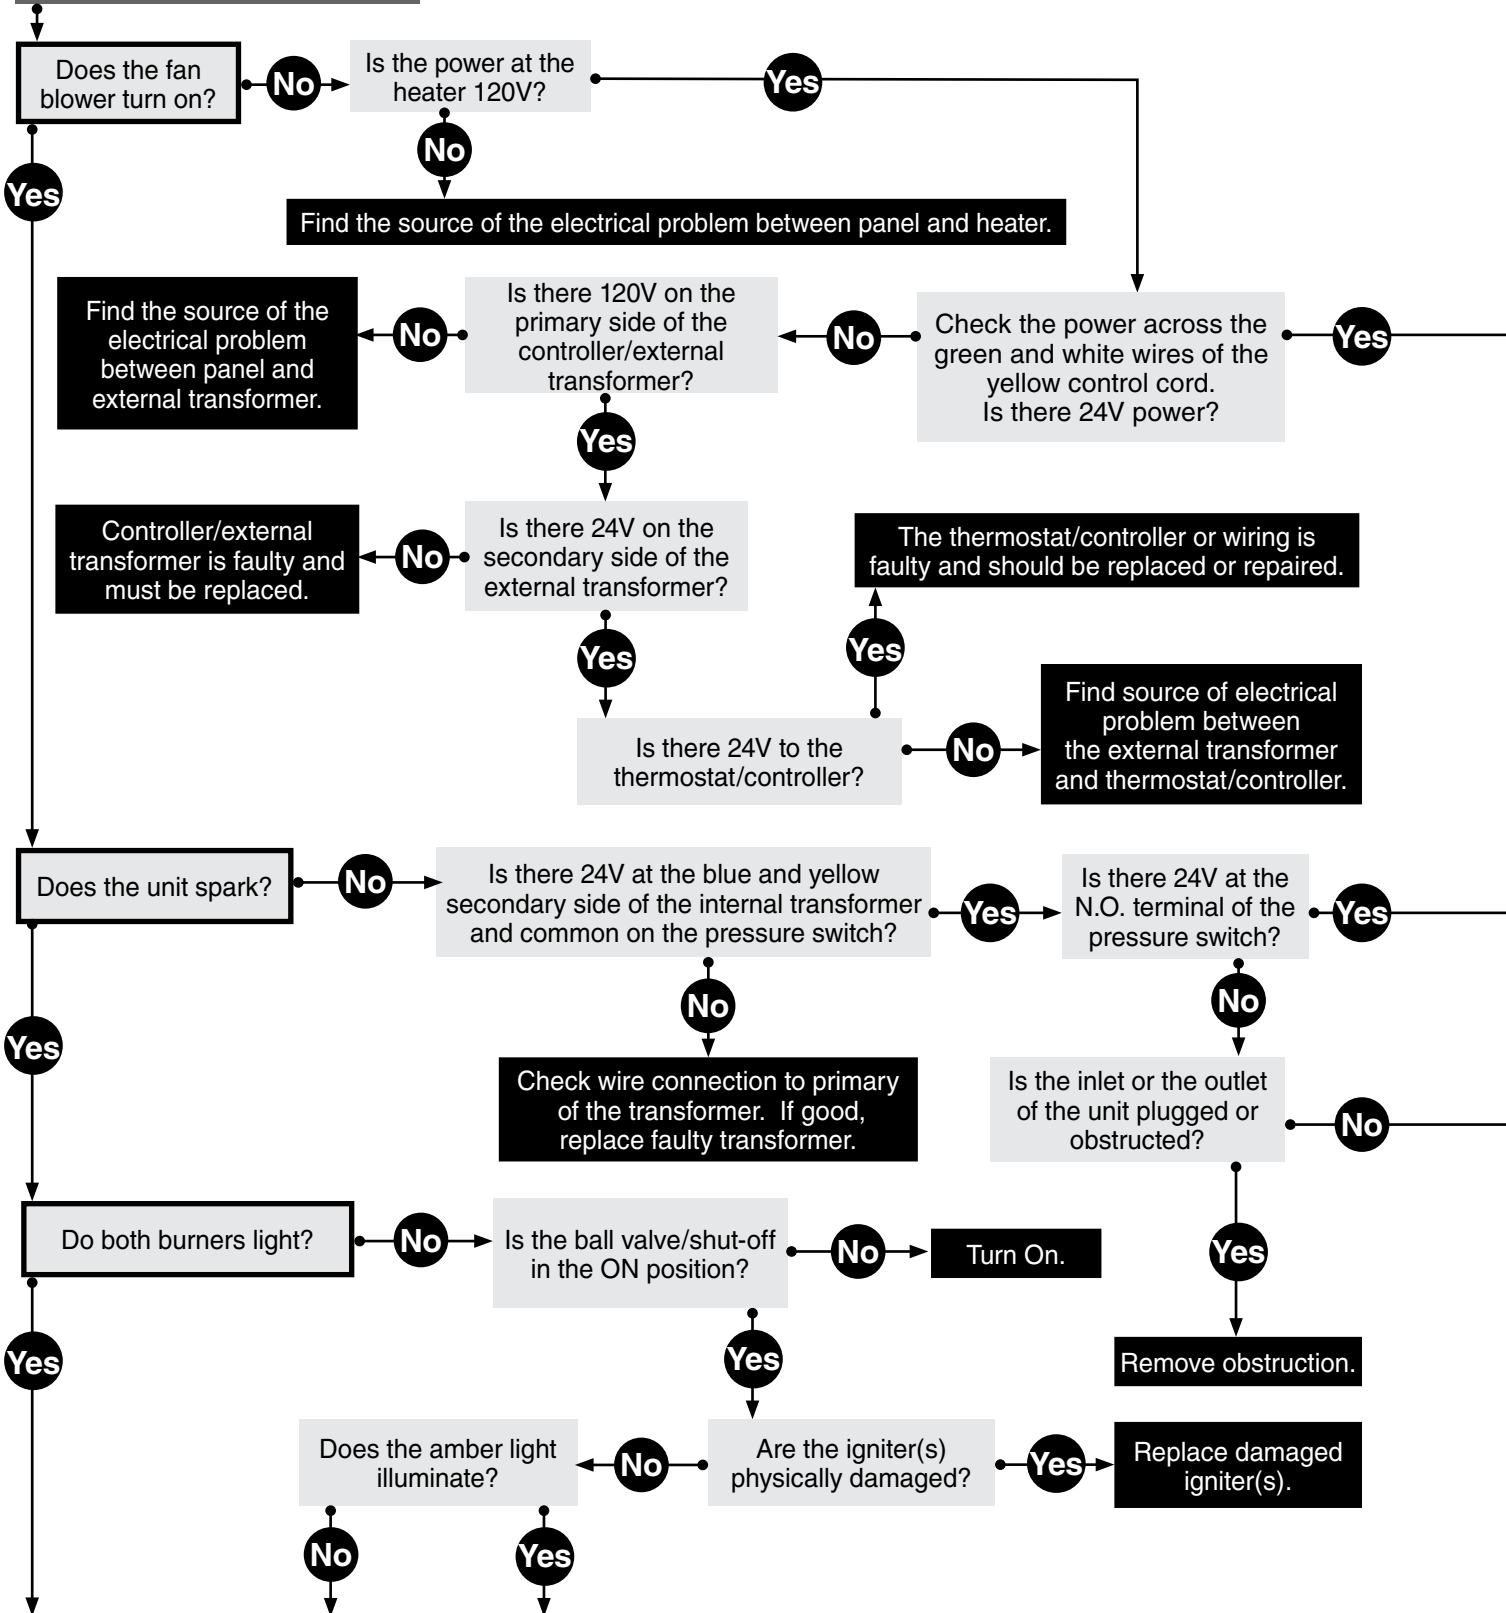 Does the fan
blower turn on?
No
Is the power at the
heater 120V?
Yes
No
Yes
Find the source of the electrical problem between panel and heater.
Find the source of the
electrical problem
between panel and
external transformer.
No
Is there 120V on the
primary side of the
controller/external
transformer?
No
Check the power across the
green and white wires of the
yellow control cord.
Is there 24V power?
Yes
Yes
Controller/external
transformer is faulty and
must be replaced.
No
Is there 24V on the
secondary side of the
external transformer?
The thermostat/controller or wiring is
faulty and should be replaced or repaired.
Yes
Yes
Is there 24V to the
thermostat/controller?
No
Find source of electrical
problem between
the external transformer
and thermostat/controller.
Does the unit spark?
No
Is there 24V at the blue and yellow
secondary side of the internal transformer
and common on the pressure switch?
Yes
Is there 24V at the
N.O. terminal of the
pressure switch?
Yes
No
No
Yes
Check wire connection to primary
of the transformer.  If good,
replace faulty transformer.
Is the inlet or the outlet
of the unit plugged or
obstructed?
No
Do both burners light?
No
Is the ball valve/shut-off
in the ON position?
No
Turn On.
Yes
Yes
Yes
Remove obstruction.
Does the amber light
illuminate?
No
Are the igniter(s)
physically damaged?
Yes
Replace damaged
igniter(s).
No
Yes